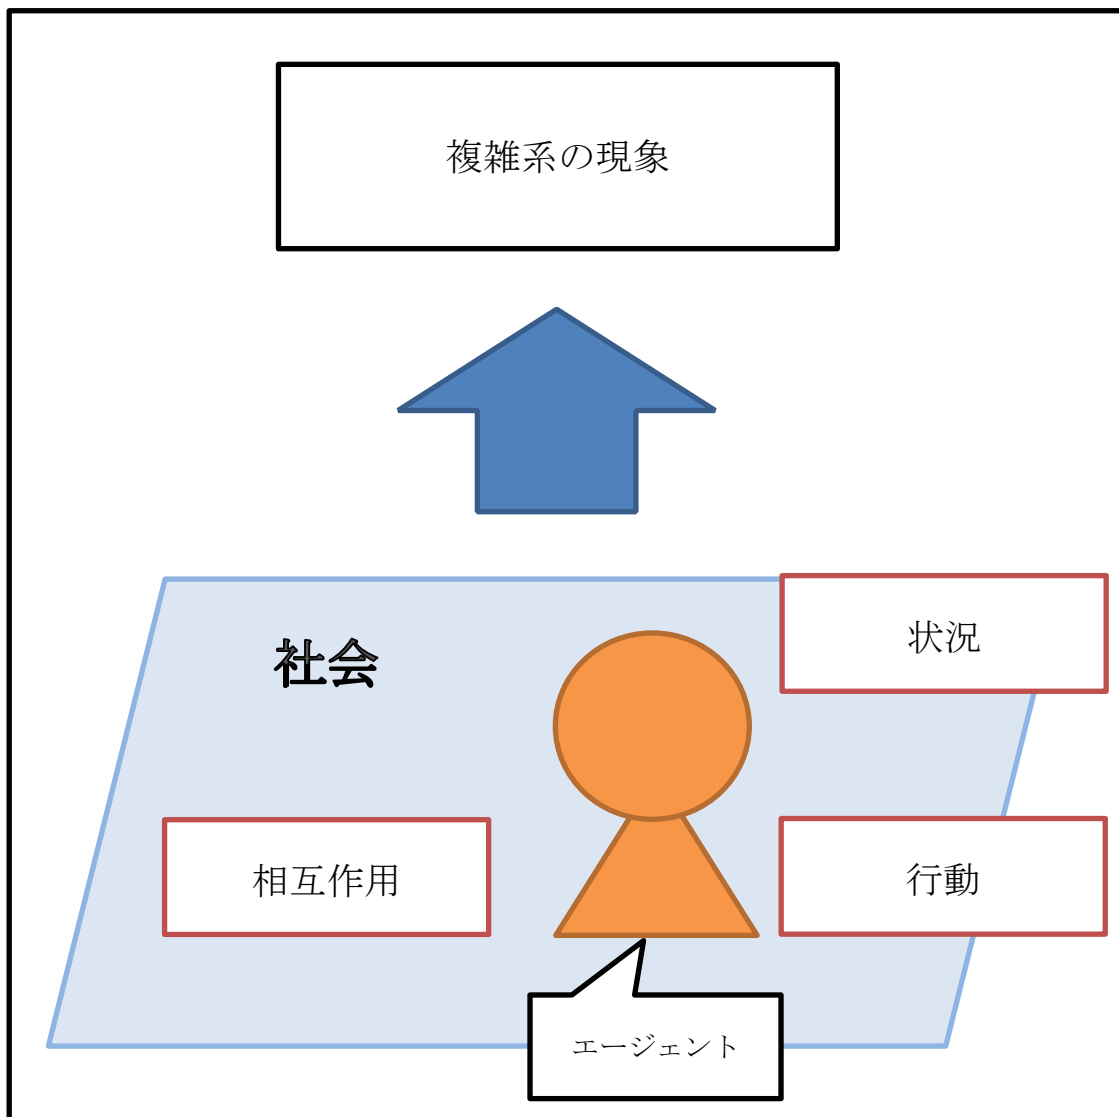 複雑系の現象
状況
社会
相互作用
行動
エージェント